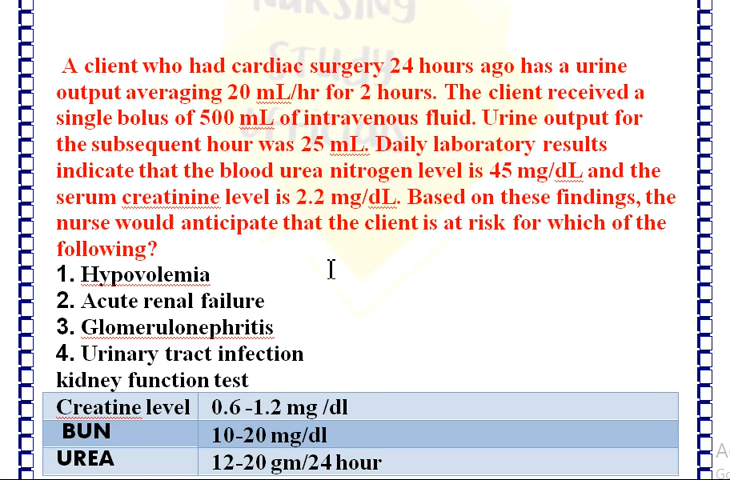 NURSING
STUDY
A client who had cardiac surgery 24 hours ago has a urine
output averaging 20 mL/hr for 2 hours. The client received a
single bolus of 500 mL of intravenous fluid. Urine output for
the subsequent hour was 25 mL. Daily laboratory results
indicate that the blood urea nitrogen level is 45 mg/dL and the
serum creatinine level is 2.2 mg/dL. Based on these findings, the
nurse would anticipate that the client is at risk for which of the
following?
1. Hypovolemia
2. Acute renal failure
3. Glomerulonephritis
4. Urinary tract infection
kidney function test
Creatine level 0.6 -1.2 mg /dl
BUN 10-20 mg/dl
UREA 12-20 gm/24 hour